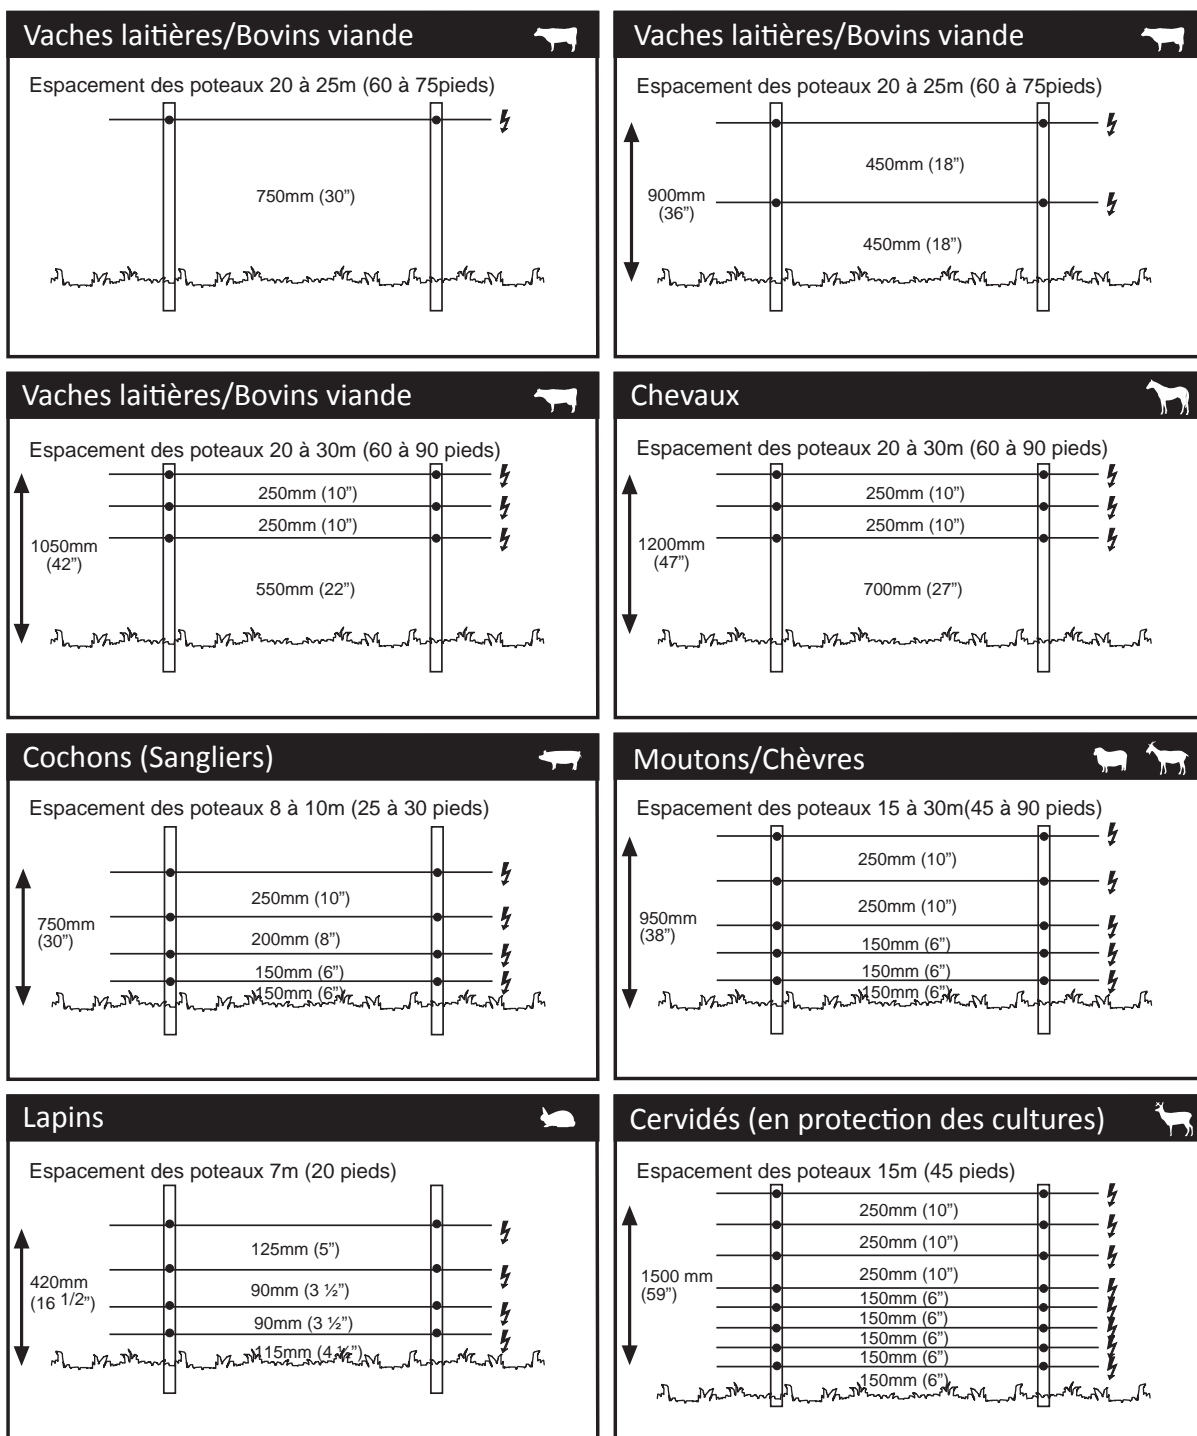 Vaches laitières/Bovins viande
Espacement des poteaux 20 à 25m (60 à 75pieds)
750mm (30”)
Vaches laitières/Bovins viande
Espacement des poteaux 20 à 25m (60 à 75pieds)
450mm (18”)
900mm
(36”)
450mm (18”)
Vaches laitières/Bovins viande
Espacement des poteaux 20 à 30m (60 à 90 pieds)
250mm (10”)
250mm (10”)
1050mm
(42”)
550mm (22”)
Chevaux
Espacement des poteaux 20 à 30m (60 à 90 pieds)
250mm (10”)
250mm (10”)
1200mm
(47”)
700mm (27”)
Cochons (Sangliers)
Espacement des poteaux 8 à 10m (25 à 30 pieds)
250mm (10”)
750mm
(30”)
200mm (8”)
150mm (6”)
150mm (6”)
Moutons/Chèvres
Espacement des poteaux 15 à 30m(45 à 90 pieds)
250mm (10”)
250mm (10”)
950mm
(38”)
150mm (6”)
150mm (6”)
150mm (6”)
Lapins
Espacement des poteaux 7m (20 pieds)
125mm (5”)
420mm
(16 1/2”)
90mm (3 ½”)
90mm (3 ½”)
115mm (4 ½”)
Cervidés (en protection des cultures)
Espacement des poteaux 15m (45 pieds)
250mm (10”)
250mm (10”)
250mm (10”)
1500 mm
(59”)
150mm (6”)
150mm (6”)
150mm (6”)
150mm (6”)
150mm (6”)